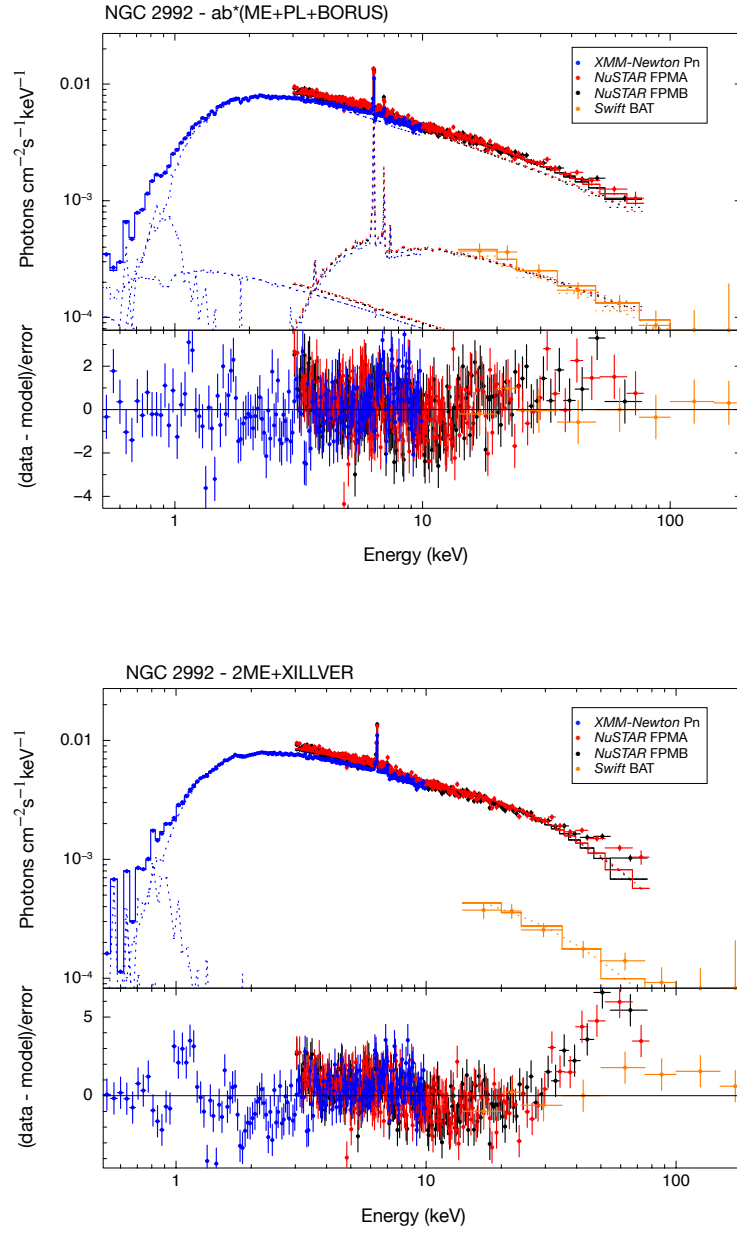 NGC 2992 - ab*(ME+PL+BORUS)
XMM-Newton Pn
NuSTAR FPMA
NuSTAR FPMB
Swift BAT
0.01
10⁻³
10⁻⁴
Photons cm⁻²s⁻¹keV⁻¹
2
0
−2
−4
(data - model)/error
1 10 100
Energy (keV)
NGC 2992 - 2ME+XILLVER
XMM-Newton Pn
NuSTAR FPMA
NuSTAR FPMB
Swift BAT
0.01
10⁻³
10⁻⁴
Photons cm⁻²s⁻¹keV⁻¹
5
0
(data - model)/error
1 10 100
Energy (keV)